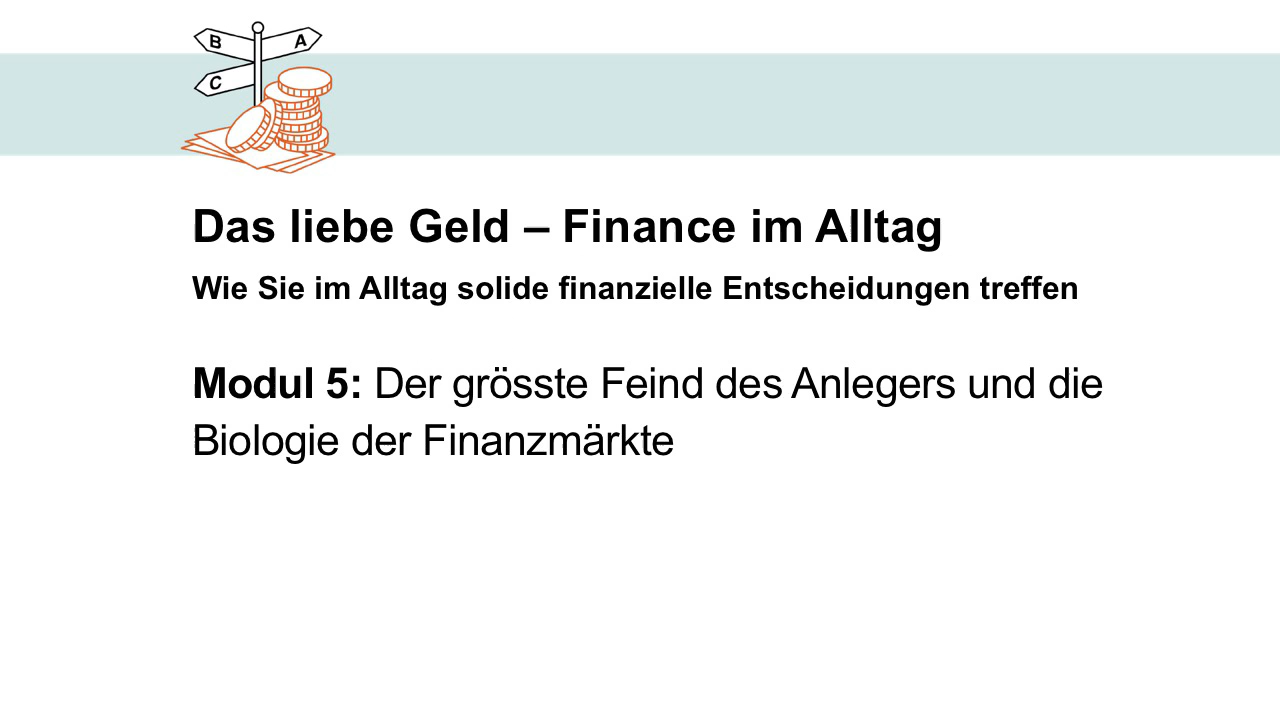 B
A
C
Das liebe Geld – Finance im Alltag
Wie Sie im Alltag solide finanzielle Entscheidungen treffen
Modul 5: Der grösste Feind des Anlegers und die
Biologie der Finanzmärkte